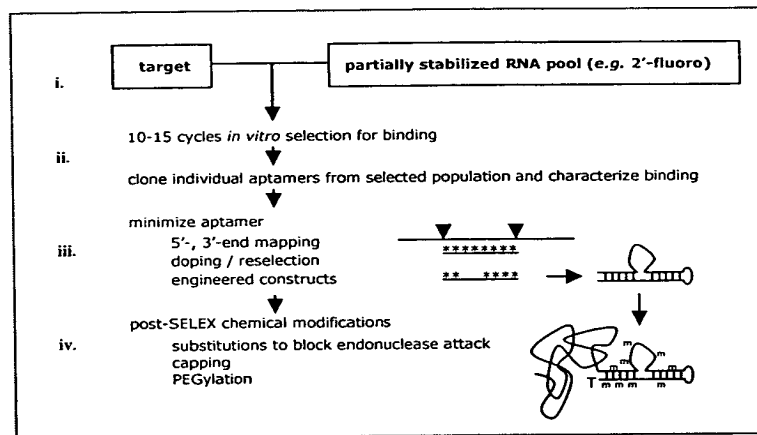 target
partially stabilized RNA pool (e.g. 2'-fluoro)
i.
10-15 cycles in vitro selection for binding
ii.
clone individual aptamers from selected population and characterize binding
minimize aptamer
iii.
5'-, 3'-end mapping
doping / reselection
engineered constructs
********
** ****
post-SELEX chemical modifications
iv.
substitutions to block endonuclease attack
capping
PEGylation
m
m
m
m
T
m m m
m